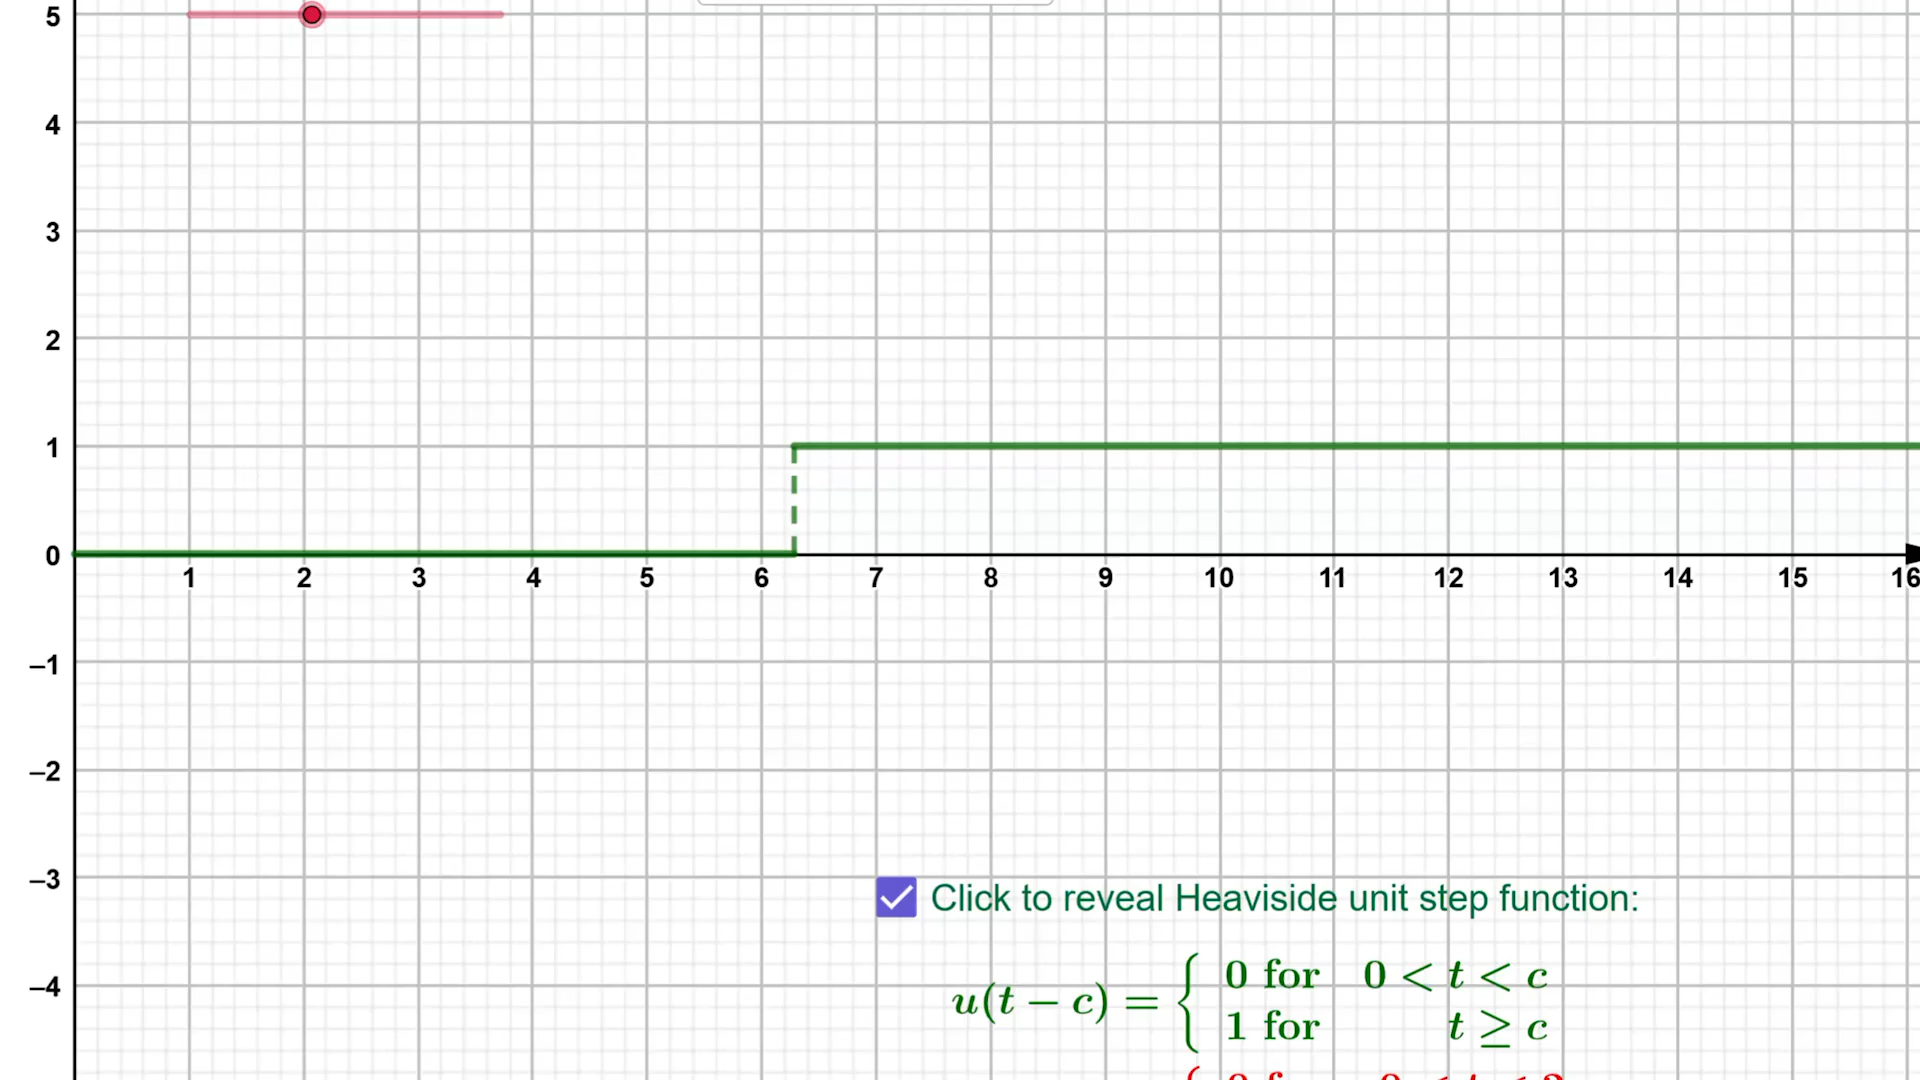 5
4
3
2
1
0
1 2 3 4 5 6 7 8 9 10 11 12 13 14 15 16
–1
–2
–3
Click to reveal Heaviside unit step function:
–4
u(t − c) = { 0 for 0 < t < c
1 for t ≥ c